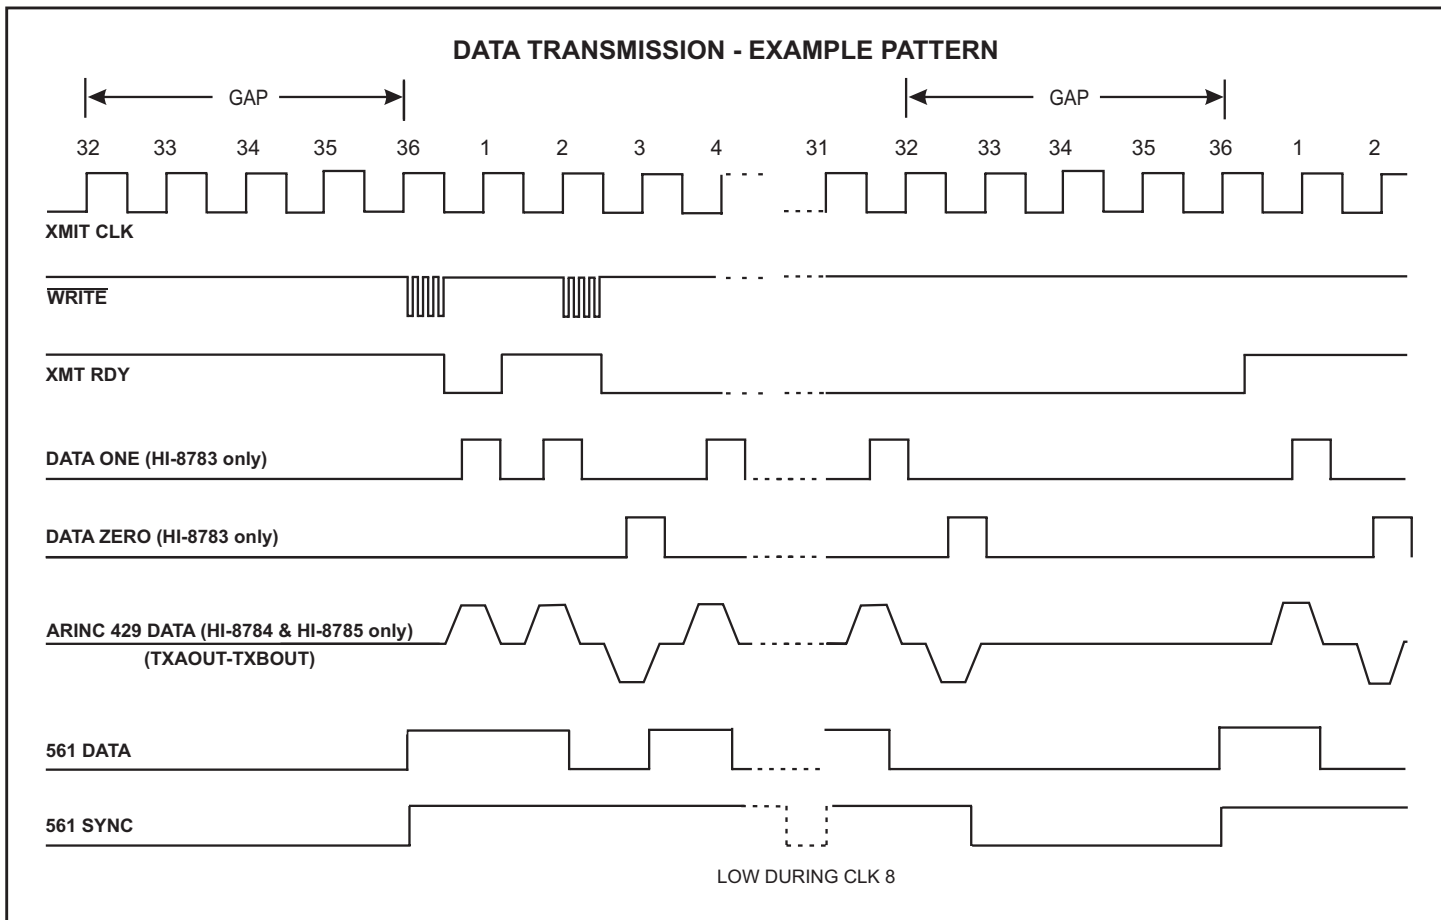 DATA TRANSMISSION - EXAMPLE PATTERN
GAP GAP
32 33 34 35 36 1 2 3 4 31 32 33 34 35 36 1 2
XMIT CLK
WRITE
XMT RDY
DATA ONE (HI-8783 only)
DATA ZERO (HI-8783 only)
ARINC 429 DATA (HI-8784 & HI-8785 only)
(TXAOUT-TXBOUT)
561 DATA
561 SYNC
LOW DURING CLK 8